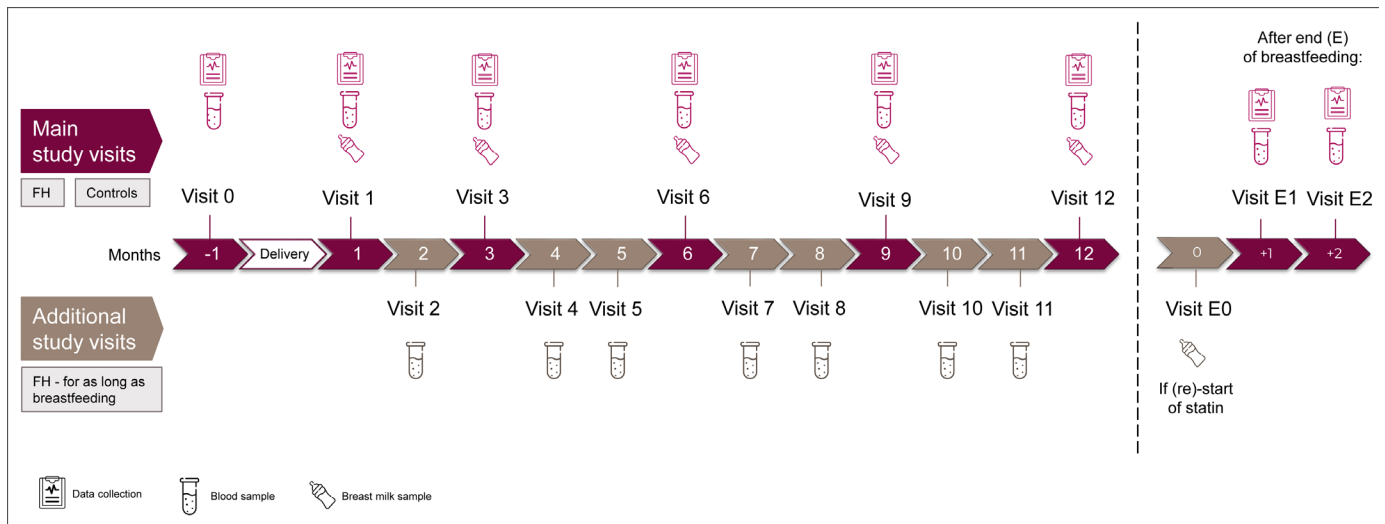 After end (E)
of breastfeeding:
Main
study visits
FH
Controls
Visit 0
Visit 1
Visit 3
Visit 6
Visit 9
Visit 12
Visit E1
Visit E2
Months
-1
Delivery
1
2
3
4
5
6
7
8
9
10
11
12
0
+1
+2
Additional
study visits
FH - for as long as
breastfeeding
Visit 2
Visit 4
Visit 5
Visit 7
Visit 8
Visit 10
Visit 11
Visit E0
If (re)-start
of statin
Data collection
Blood sample
Breast milk sample